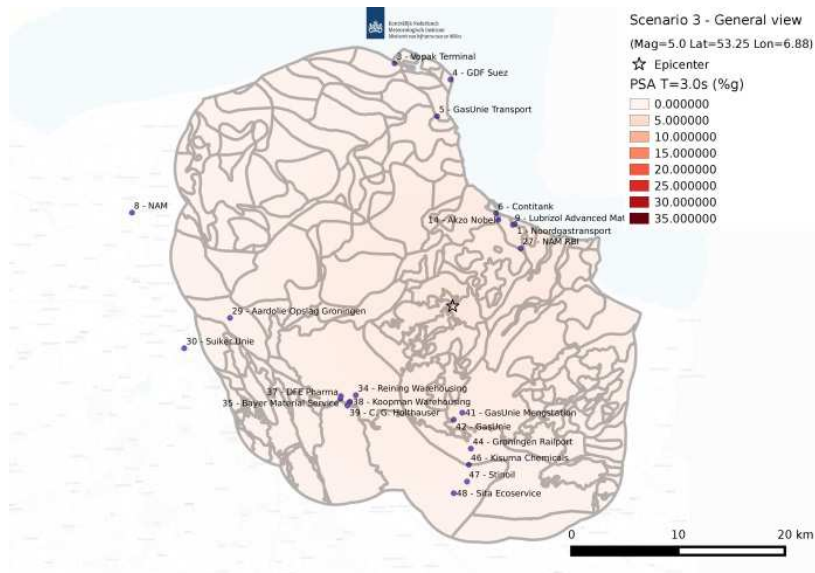 Koninklijk Nederlands
Meteorologisch Instituut
Scenario 3 - General view
(Mag=5.0 Lat=53.25 Lon=6.88)
Epicenter
PSA T=3.0s (%g)
0.000000
5.000000
10.000000
15.000000
20.000000
25.000000
30.000000
35.000000
3 - Vopak Terminal
4 - GDF Suez
5 - GasUnie Transport
8 - NAM
6 - Contitank
14 - Akzo Nobel
9 - Lubrizol Advanced Mat
1 - Noordgastransport
27 - NAM RBI
29 - Aardolie Opslag Groningen
30 - Suiker Unie
34 - Reining Warehousing
37 - DFE Pharma
38 - Koopman Warehousing
35 - Bayer Material Service
39 - C. G. Holthauser
41 - GasUnie Mengstation
42 - GasUnie
44 - Groningen Railport
46 - Kisuma Chemicals
47 - Stinoil
48 - Sita Ecoservice
0 10 20 km